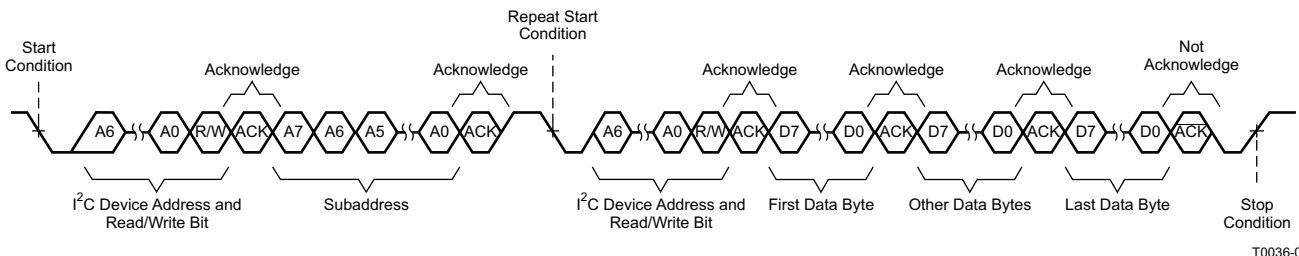 Repeat Start
Condition
Start
Condition
Not
Acknowledge
Acknowledge Acknowledge Acknowledge Acknowledge Acknowledge
A6 A0 R/W ACK A7 A6 A5 A0 ACK A6 A0 R/W ACK D7 D0 ACK D7 D0 ACK D7 D0 ACK
I²C Device Address and
Read/Write Bit
Subaddress
I²C Device Address and
Read/Write Bit
First Data Byte
Other Data Bytes
Last Data Byte
Stop
Condition
T0036-0